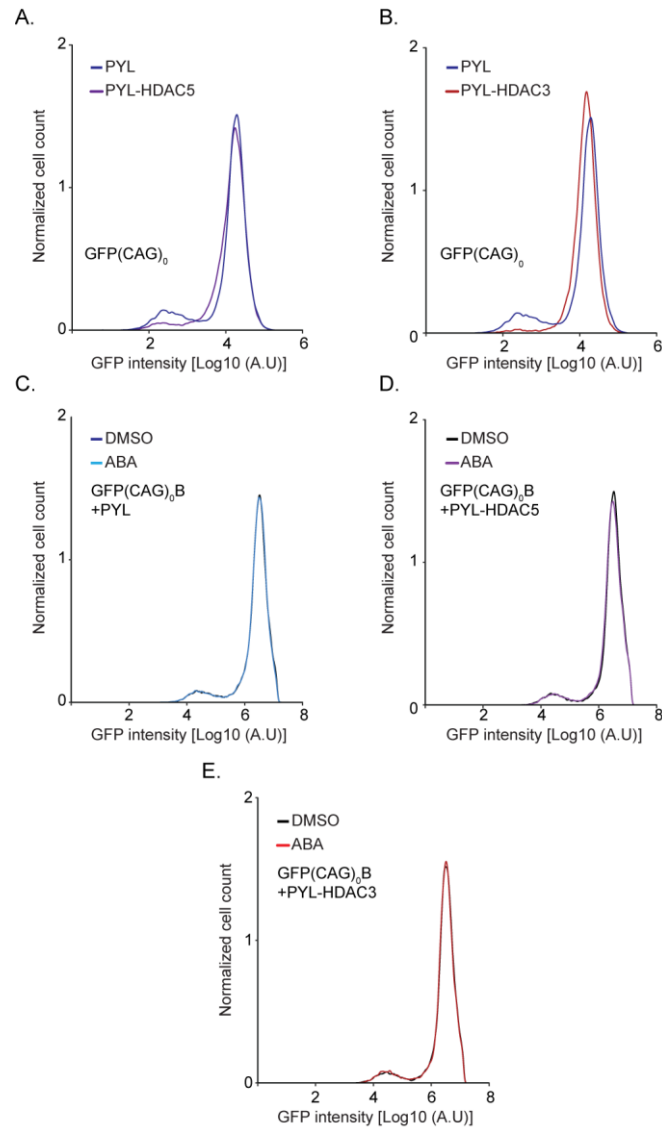 A.
2
Normalized cell count
1
0
PYL
PYL-HDAC5
GFP(CAG)₀
2
4
6
GFP intensity [Log10 (A.U)]
B.
2
Normalized cell count
1
0
PYL
PYL-HDAC3
GFP(CAG)₀
2
4
6
GFP intensity [Log10 (A.U)]
C.
2
Normalized cell count
1
0
DMSO
ABA
GFP(CAG)₀B
+PYL
2
4
6
8
GFP intensity [Log10 (A.U)]
D.
2
Normalized cell count
1
0
DMSO
ABA
GFP(CAG)₀B
+PYL-HDAC5
2
4
6
8
GFP intensity [Log10 (A.U)]
E.
2
Normalized cell count
1
0
DMSO
ABA
GFP(CAG)₀B
+PYL-HDAC3
2
4
6
8
GFP intensity [Log10 (A.U)]